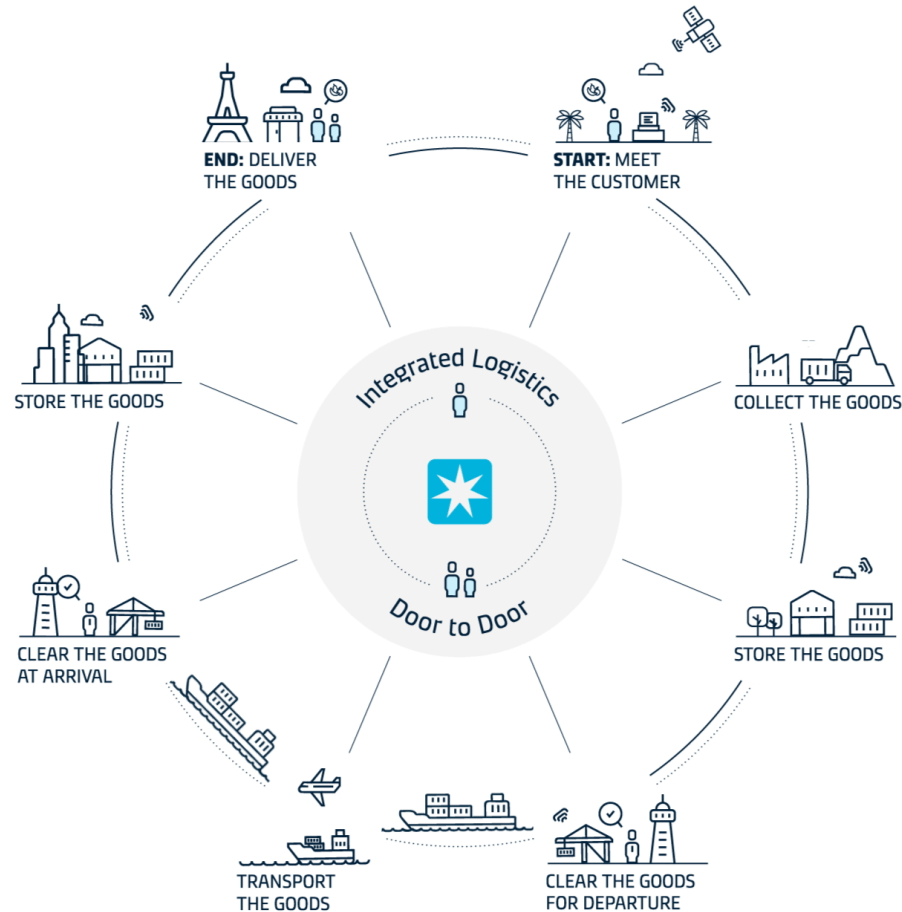 START: MEET
THE CUSTOMER
COLLECT THE GOODS
STORE THE GOODS
CLEAR THE GOODS
FOR DEPARTURE
TRANSPORT
THE GOODS
CLEAR THE GOODS
AT ARRIVAL
STORE THE GOODS
END: DELIVER
THE GOODS
Integrated Logistics
Door to Door